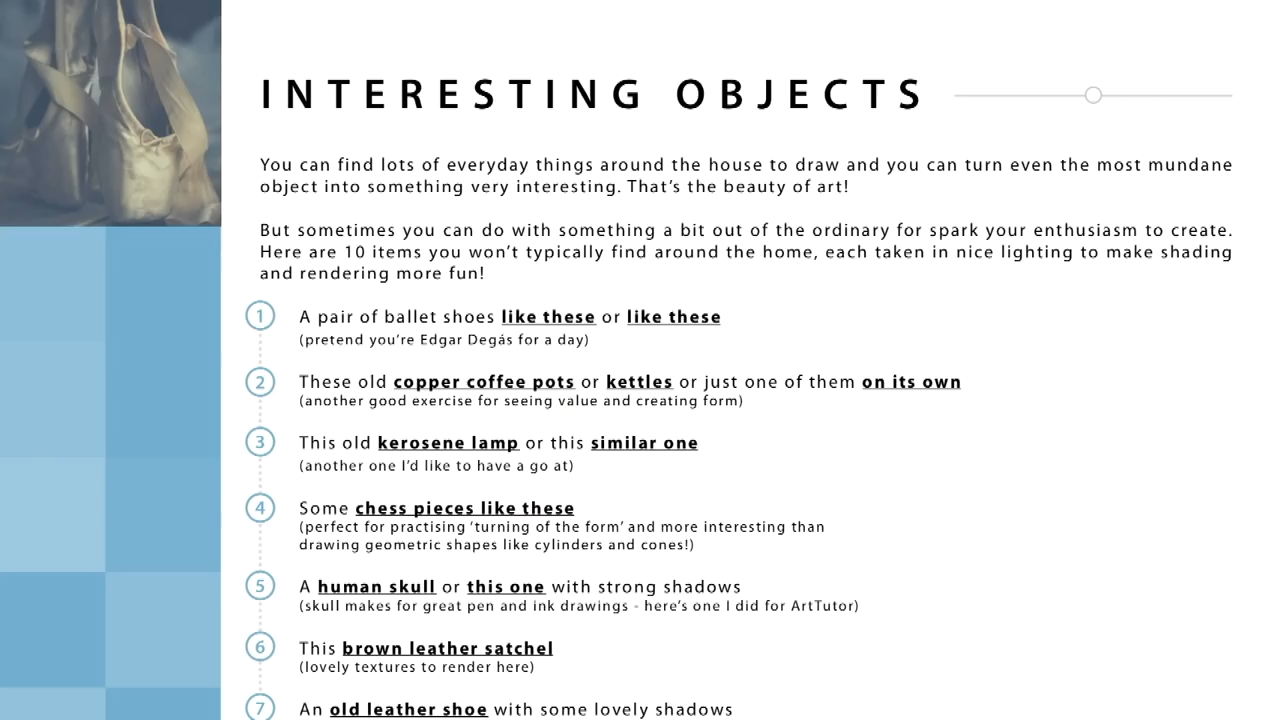 INTERESTING OBJECTS
You can find lots of everyday things around the house to draw and you can turn even the most mundane
object into something very interesting. That’s the beauty of art!
But sometimes you can do with something a bit out of the ordinary for spark your enthusiasm to create.
Here are 10 items you won’t typically find around the home, each taken in nice lighting to make shading
and rendering more fun!
1 A pair of ballet shoes like these or like these
(pretend you’re Edgar Degás for a day)
2 These old copper coffee pots or kettles or just one of them on its own
(another good exercise for seeing value and creating form)
3 This old kerosene lamp or this similar one
(another one I’d like to have a go at)
4 Some chess pieces like these
(perfect for practising ‘turning of the form’ and more interesting than
drawing geometric shapes like cylinders and cones!)
5 A human skull or this one with strong shadows
(skull makes for great pen and ink drawings - here’s one I did for ArtTutor)
6 This brown leather satchel
(lovely textures to render here)
7 An old leather shoe with some lovely shadows